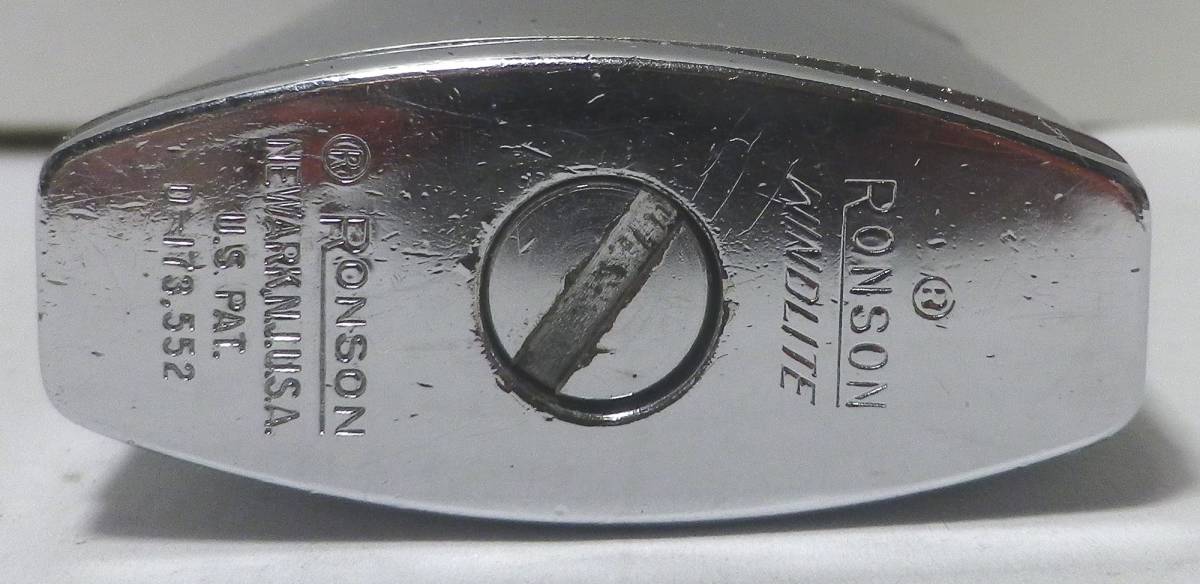 ® RONSON
WINDLITE
® RONSON
NEWARK,N.J.U.S.A.
U.S. PAT.
D-173,552